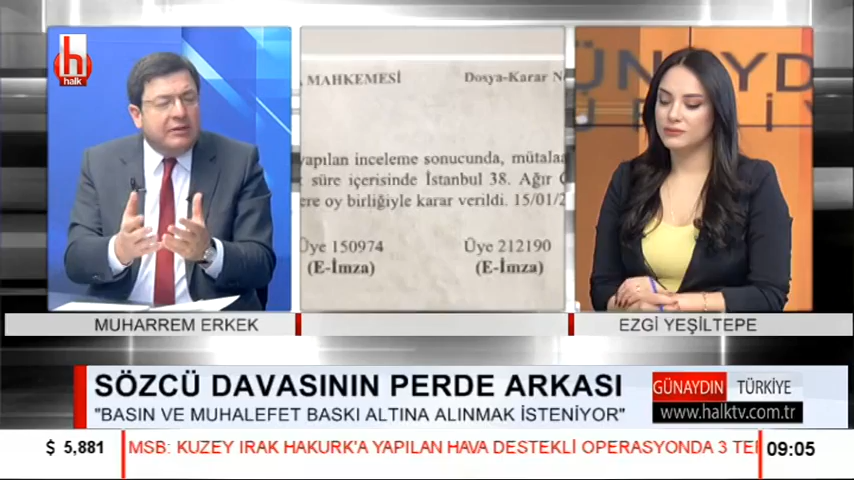 h
halk
GÜNAYD
MAHKEMESİ Dosya-Karar
yapılan inceleme sonucunda, mütalaa
süre içerisinde İstanbul 38. Ağır
oy birliğiyle karar verildi. 15/01/2
Üye 150974 Üye 212190
(E-İmza) (E-İmza)
MUHARREM ERKEK
EZGİ YEŞİLTEPE
SÖZCÜ DAVASININ PERDE ARKASI
"BASIN VE MUHALEFET BASKI ALTINA ALINMAK İSTENİYOR"
GÜNAYDIN TÜRKİYE
www.halktv.com.tr
$ 5,881
MSB: KUZEY IRAK HAKURK'A YAPILAN HAVA DESTEKLİ OPERASYONDA 3 TE
09:05